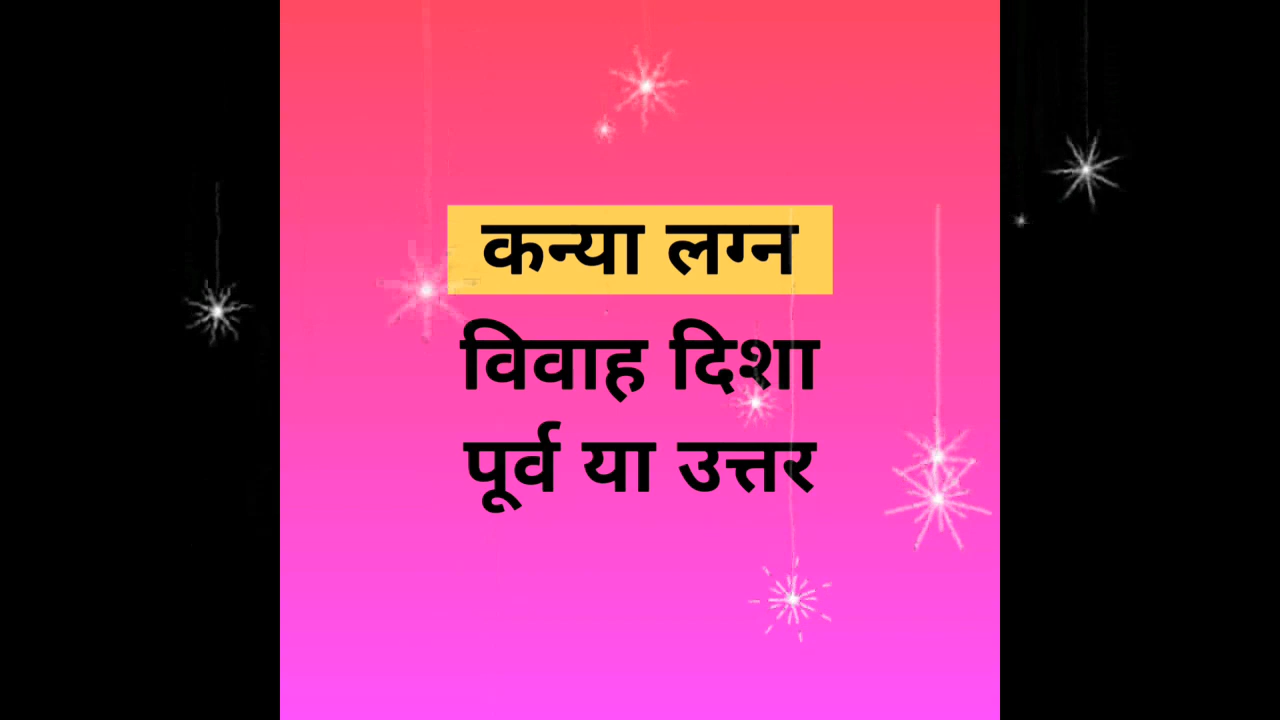 कन्या लग्न
विवाह दिशा
पूर्व या उत्तर